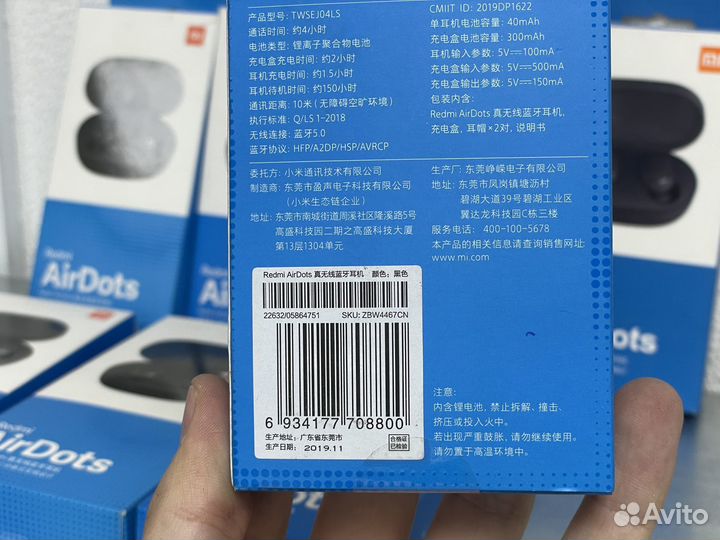 产品型号: TWSEJ04LS
通话时间: 约4小时
电池类型: 锂离子聚合物电池
充电盒充电时间: 约2小时
耳机充电时间: 约1.5小时
耳机待机时间: 约150小时
通讯距离: 10米 (无障碍空旷环境)
执行标准: Q/LS 1-2018
无线连接: 蓝牙5.0
蓝牙协议: HFP/A2DP/HSP/AVRCP
CMIIT ID: 2019DP1622
单耳机电池容量: 40mAh
充电盒电池容量: 300mAh
耳机输入参数: 5V⎓100mA
充电盒输入参数: 5V⎓500mA
充电盒输出参数: 5V⎓150mA
包装内含:
Redmi AirDots 真无线蓝牙耳机,
充电盒, 耳帽×2对, 说明书
委托方: 小米通讯技术有限公司
制造商: 东莞市盈声电子科技有限公司
(小米生态链企业)
地址: 东莞市南城街道周溪社区隆溪路5号
高盛科技园二期之高盛科技大厦
第13层1304单元
生产厂: 东莞峥嵘电子有限公司
地址: 东莞市凤岗镇塘沥村
碧湖大道39号碧湖工业区
翼达龙科技园C栋三楼
服务电话: 400-100-5678
本产品的相关信息请查询销售网址:
www.mi.com
Redmi AirDots 真无线蓝牙耳机 颜色: 黑色
22632/05864751 SKU: ZBW4467CN
6 934177 708800
生产地址: 广东省东莞市
生产日期: 2019.11
合格证
已检验
注意:
内含锂电池, 禁止拆解、撞击、
挤压或投入火中。
若出现严重鼓胀, 请勿继续使用。
请勿置于高温环境中。
Redmi
AirDots
Redmi
AirDots
Dots
mi
Avito